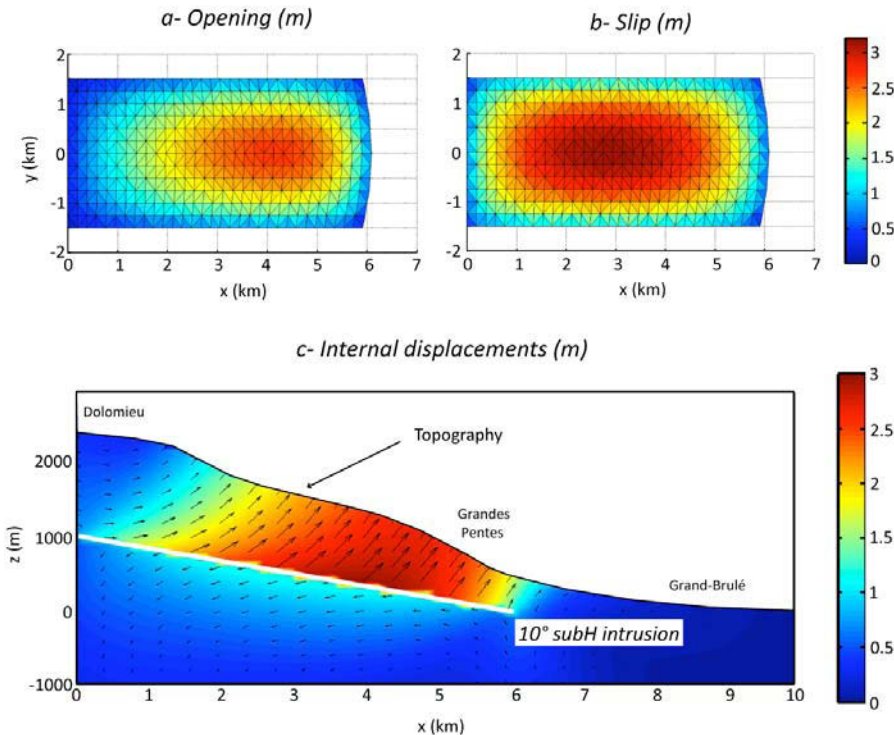 a- Opening (m)
b- Slip (m)
2
1
0
-1
-2
y (km)
0 1 2 3 4 5 6 7
x (km)
2
1
0
-1
-2
0 1 2 3 4 5 6 7
x (km)
3
2.5
2
1.5
1
0.5
0
c- Internal displacements (m)
Dolomieu
Topography
Grandes
Pentes
Grand-Brulé
10° subH intrusion
2000
1000
0
-1000
z (m)
0 1 2 3 4 5 6 7 8 9 10
x (km)
3
2.5
2
1.5
1
0.5
0